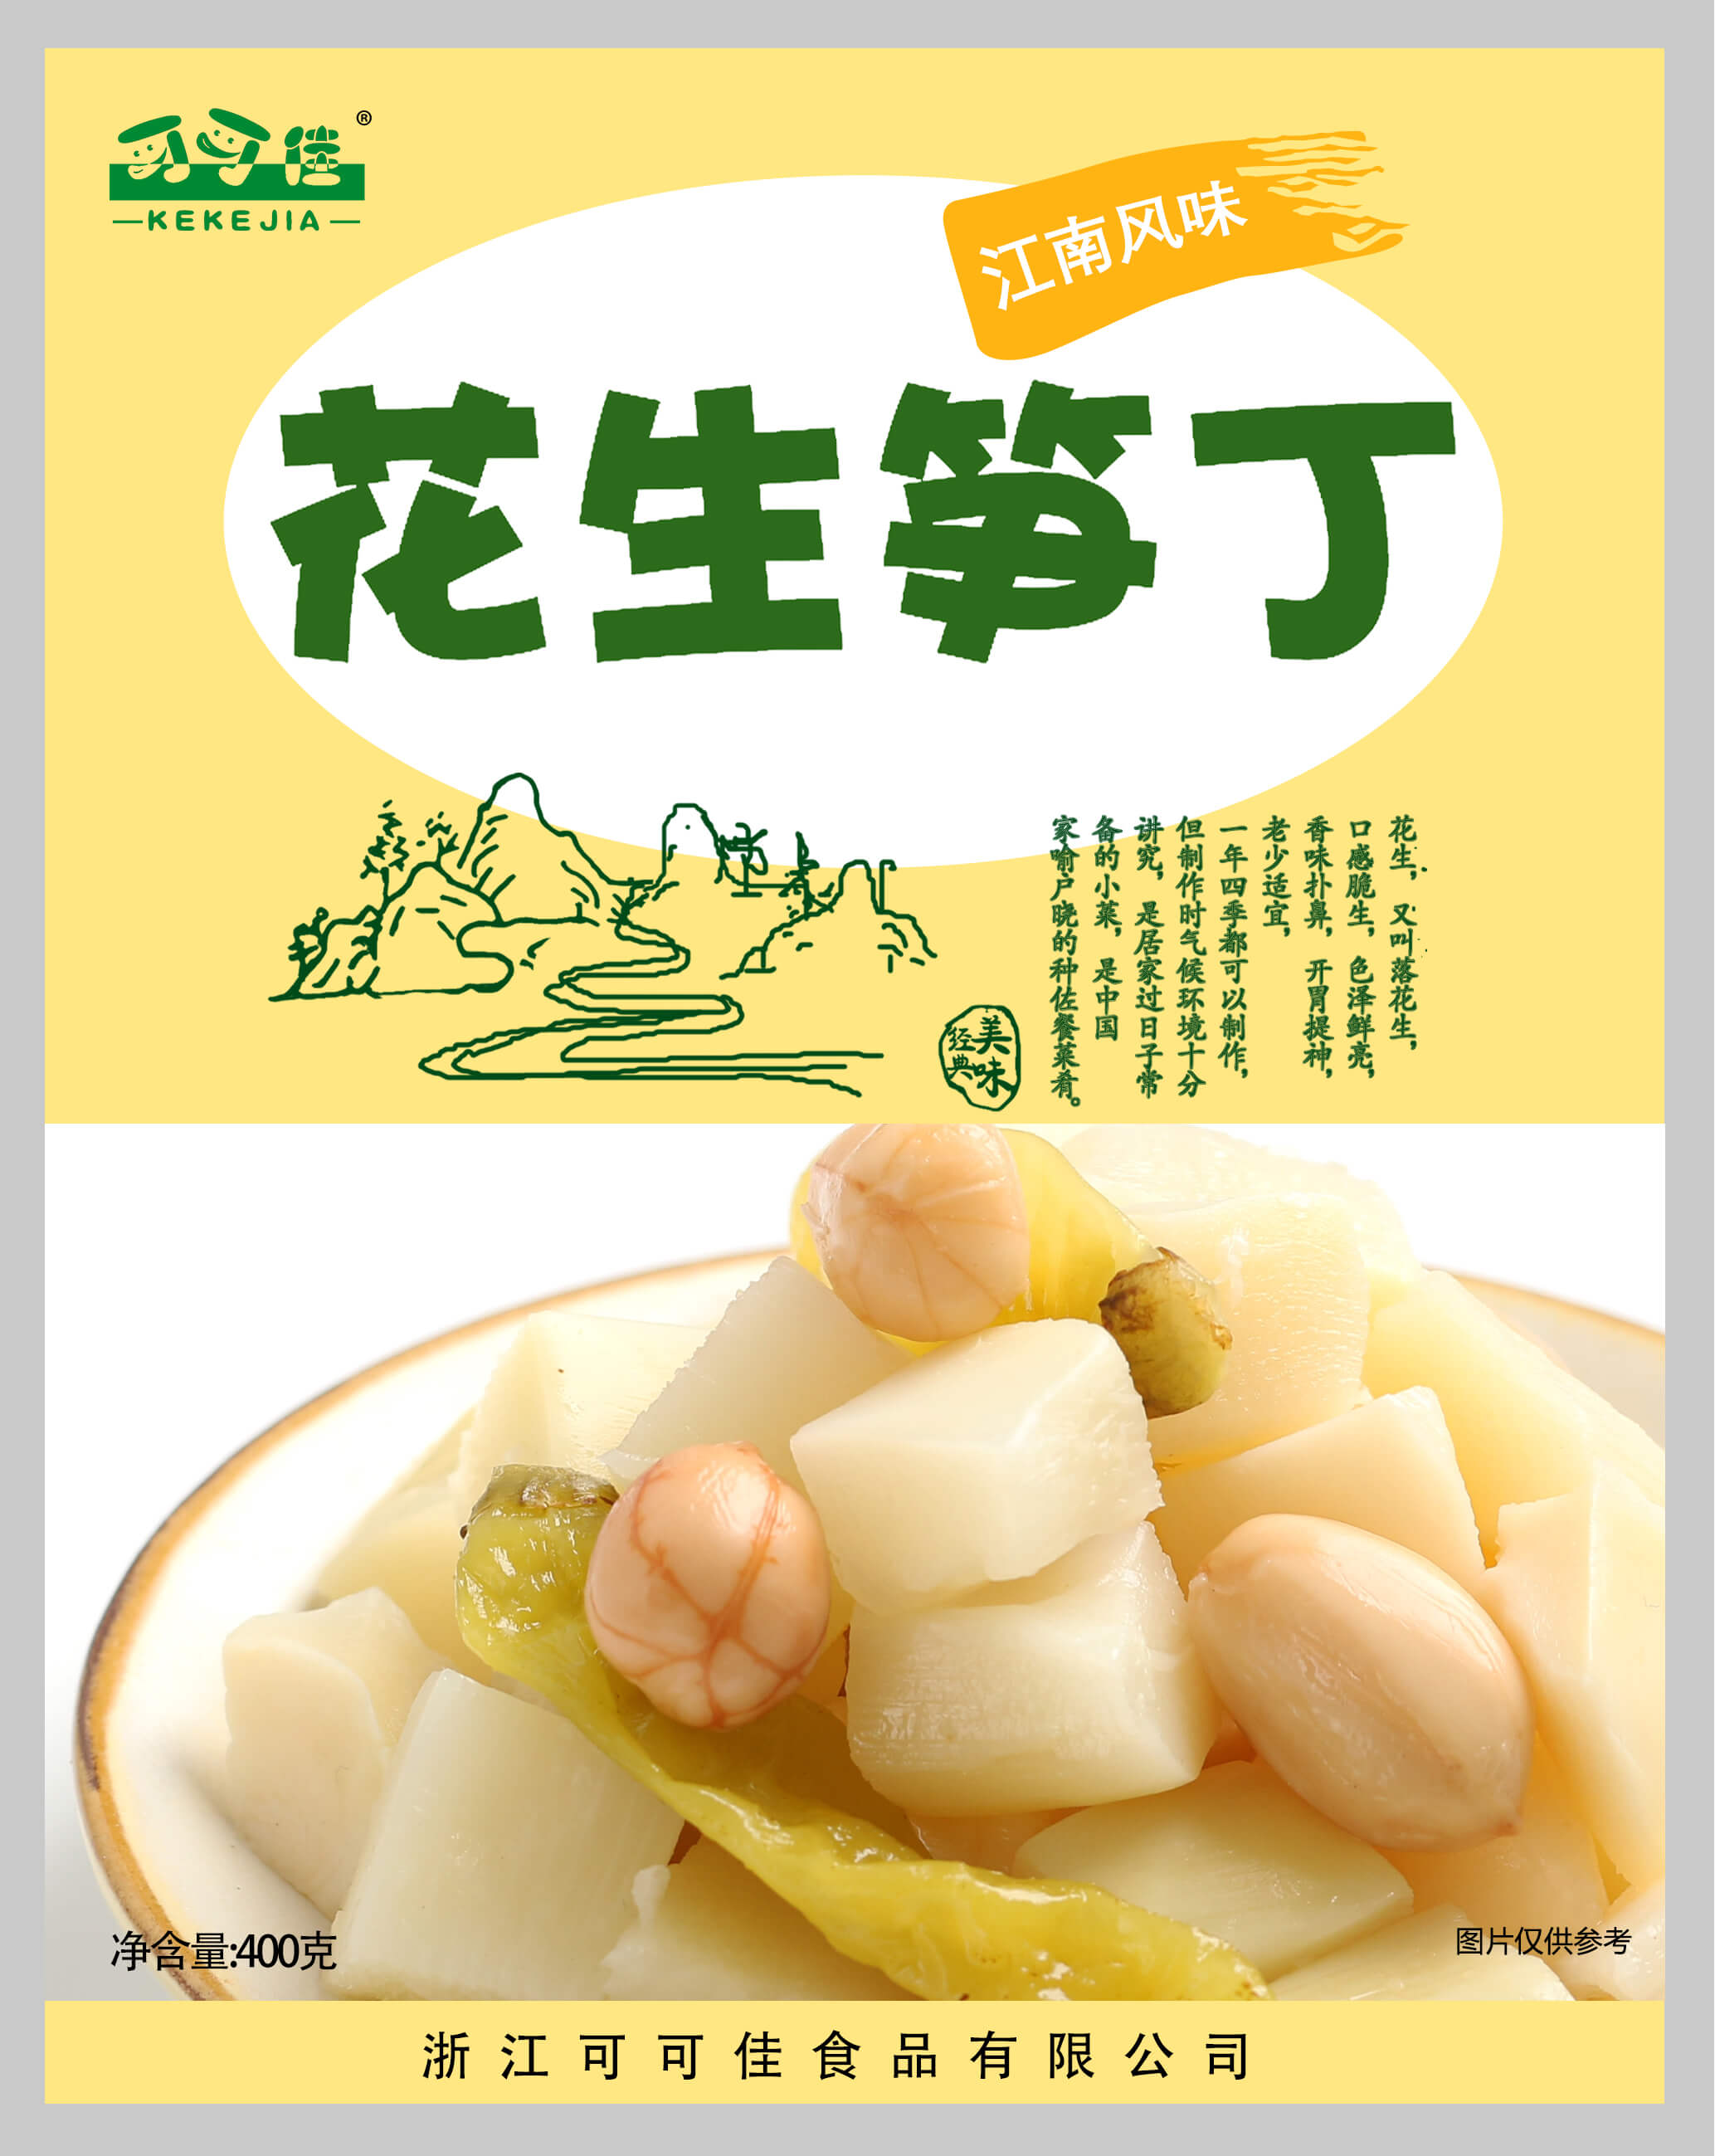 可可佳®
KEKEJIA
江南风味
花生笋丁
花生，又叫落花生，
口感脆生，色泽鲜亮，
香味扑鼻，开胃提神，
老少适宜，
一年四季都可以制作，
但制作时气候环境十分
讲究，是居家过日子常
备的小菜，是中国
家喻户晓的种佐餐菜肴。
美味
经典
净含量:400克
图片仅供参考
浙江可可佳食品有限公司